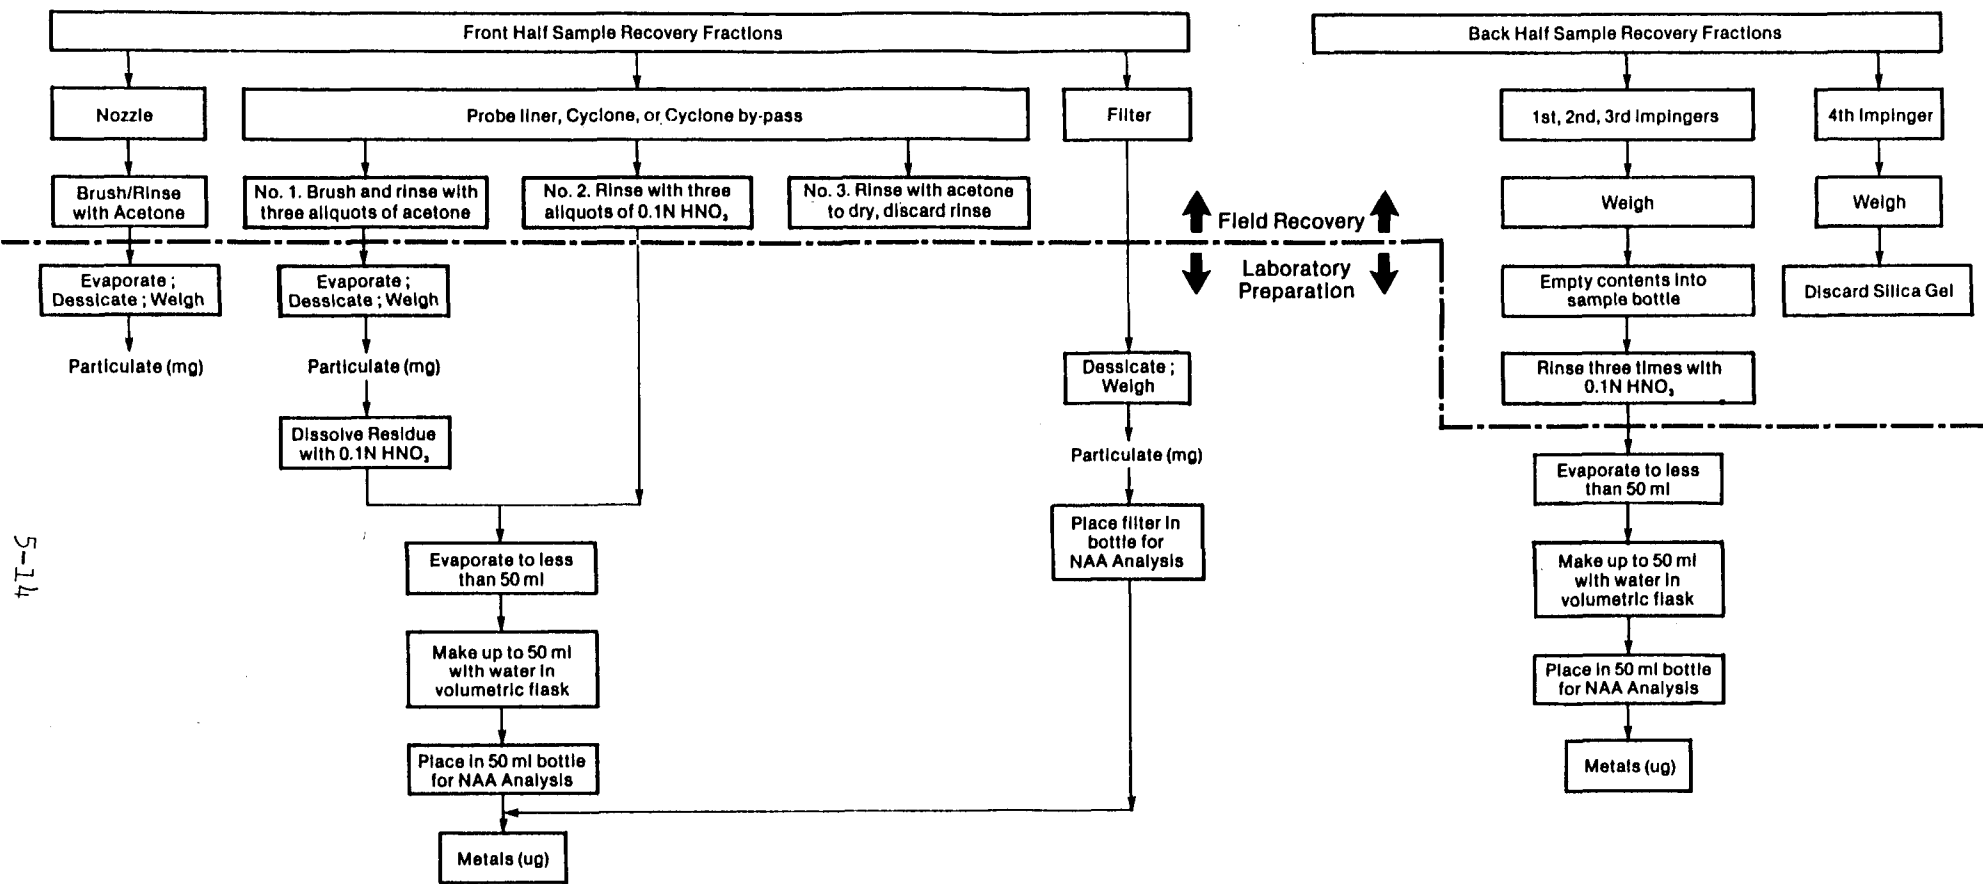 Front Half Sample Recovery Fractions
Nozzle
Probe liner, Cyclone, or Cyclone by-pass
Filter
Brush/Rinse
with Acetone
No. 1. Brush and rinse with
three aliquots of acetone
No. 2. Rinse with three
aliquots of 0.1N HNO₃
No. 3. Rinse with acetone
to dry, discard rinse
Evaporate ;
Dessicate ; Weigh
Particulate (mg)
Evaporate ;
Dessicate ; Weigh
Particulate (mg)
Dissolve Residue
with 0.1N HNO₃
Evaporate to less
than 50 ml
Make up to 50 ml
with water in
volumetric flask
Place in 50 ml bottle
for NAA Analysis
Metals (ug)
Dessicate ;
Weigh
Particulate (mg)
Place filter in
bottle for
NAA Analysis
Field Recovery
Laboratory
Preparation
Back Half Sample Recovery Fractions
1st, 2nd, 3rd Impingers
Weigh
Empty contents into
sample bottle
Rinse three times with
0.1N HNO₃
Evaporate to less
than 50 ml
Make up to 50 ml
with water in
volumetric flask
Place in 50 ml bottle
for NAA Analysis
Metals (ug)
4th Impinger
Weigh
Discard Silica Gel
5-14